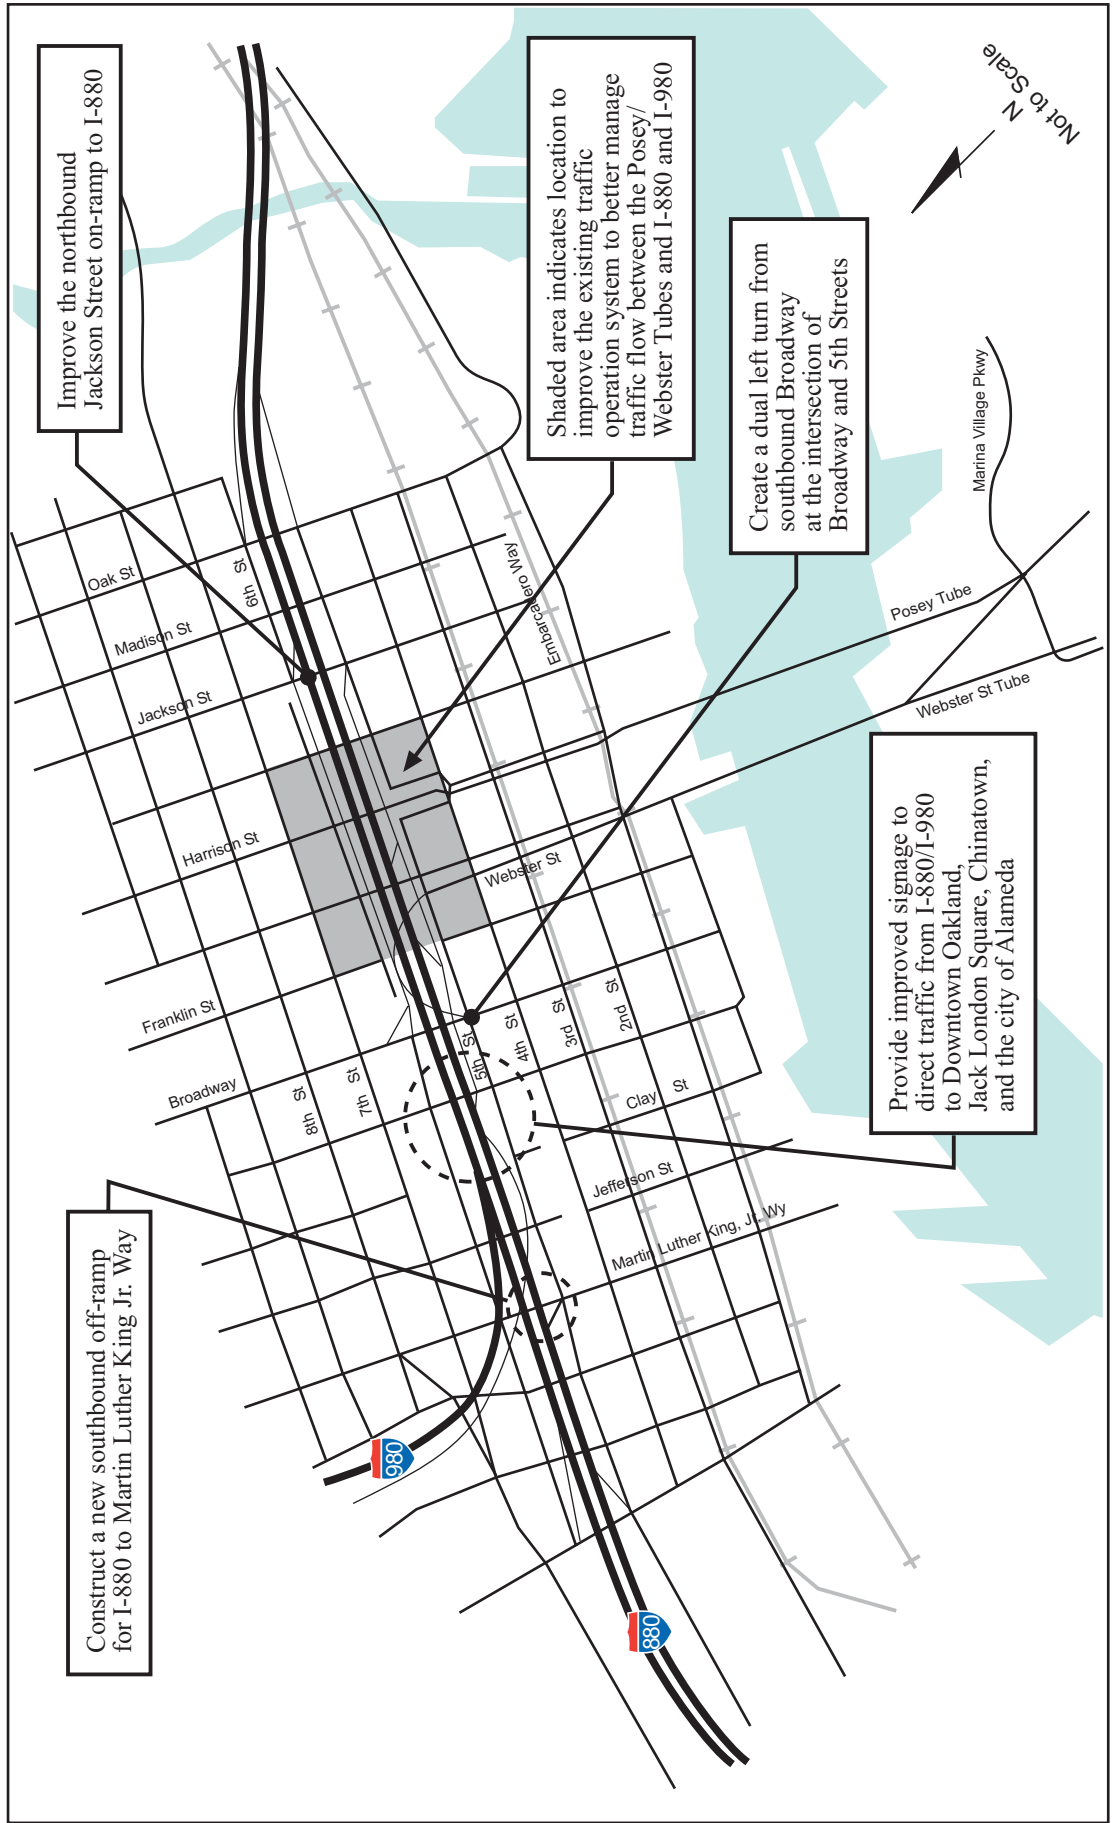 Construct a new southbound off-ramp
for I-880 to Martin Luther King Jr. Way
Improve the northbound
Jackson Street on-ramp to I-880
Shaded area indicates location to
improve the existing traffic
operation system to better manage
traffic flow between the Posey/
Webster Tubes and I-880 and I-980
Create a dual left turn from
southbound Broadway
at the intersection of
Broadway and 5th Streets
Provide improved signage to
direct traffic from I-880/I-980
to Downtown Oakland,
Jack London Square, Chinatown,
and the city of Alameda
N
Not to Scale
980
880
Broadway
Franklin St
Harrison St
Jackson St
Madison St
Oak St
8th St
7th St
6th St
5th St
4th St
3rd St
2nd St
Webster St
Embarcadero Way
Clay St
Jefferson St
Martin Luther King, Jr. Wy
Posey Tube
Webster St Tube
Marina Village Pkwy